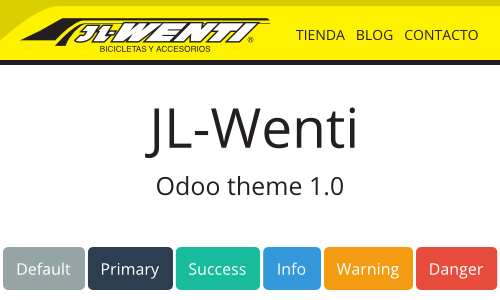 JL-WENTI®
BICICLETAS Y ACCESORIOS
TIENDA BLOG CONTACTO
JL-Wenti
Odoo theme 1.0
Default Primary Success Info Warning Danger